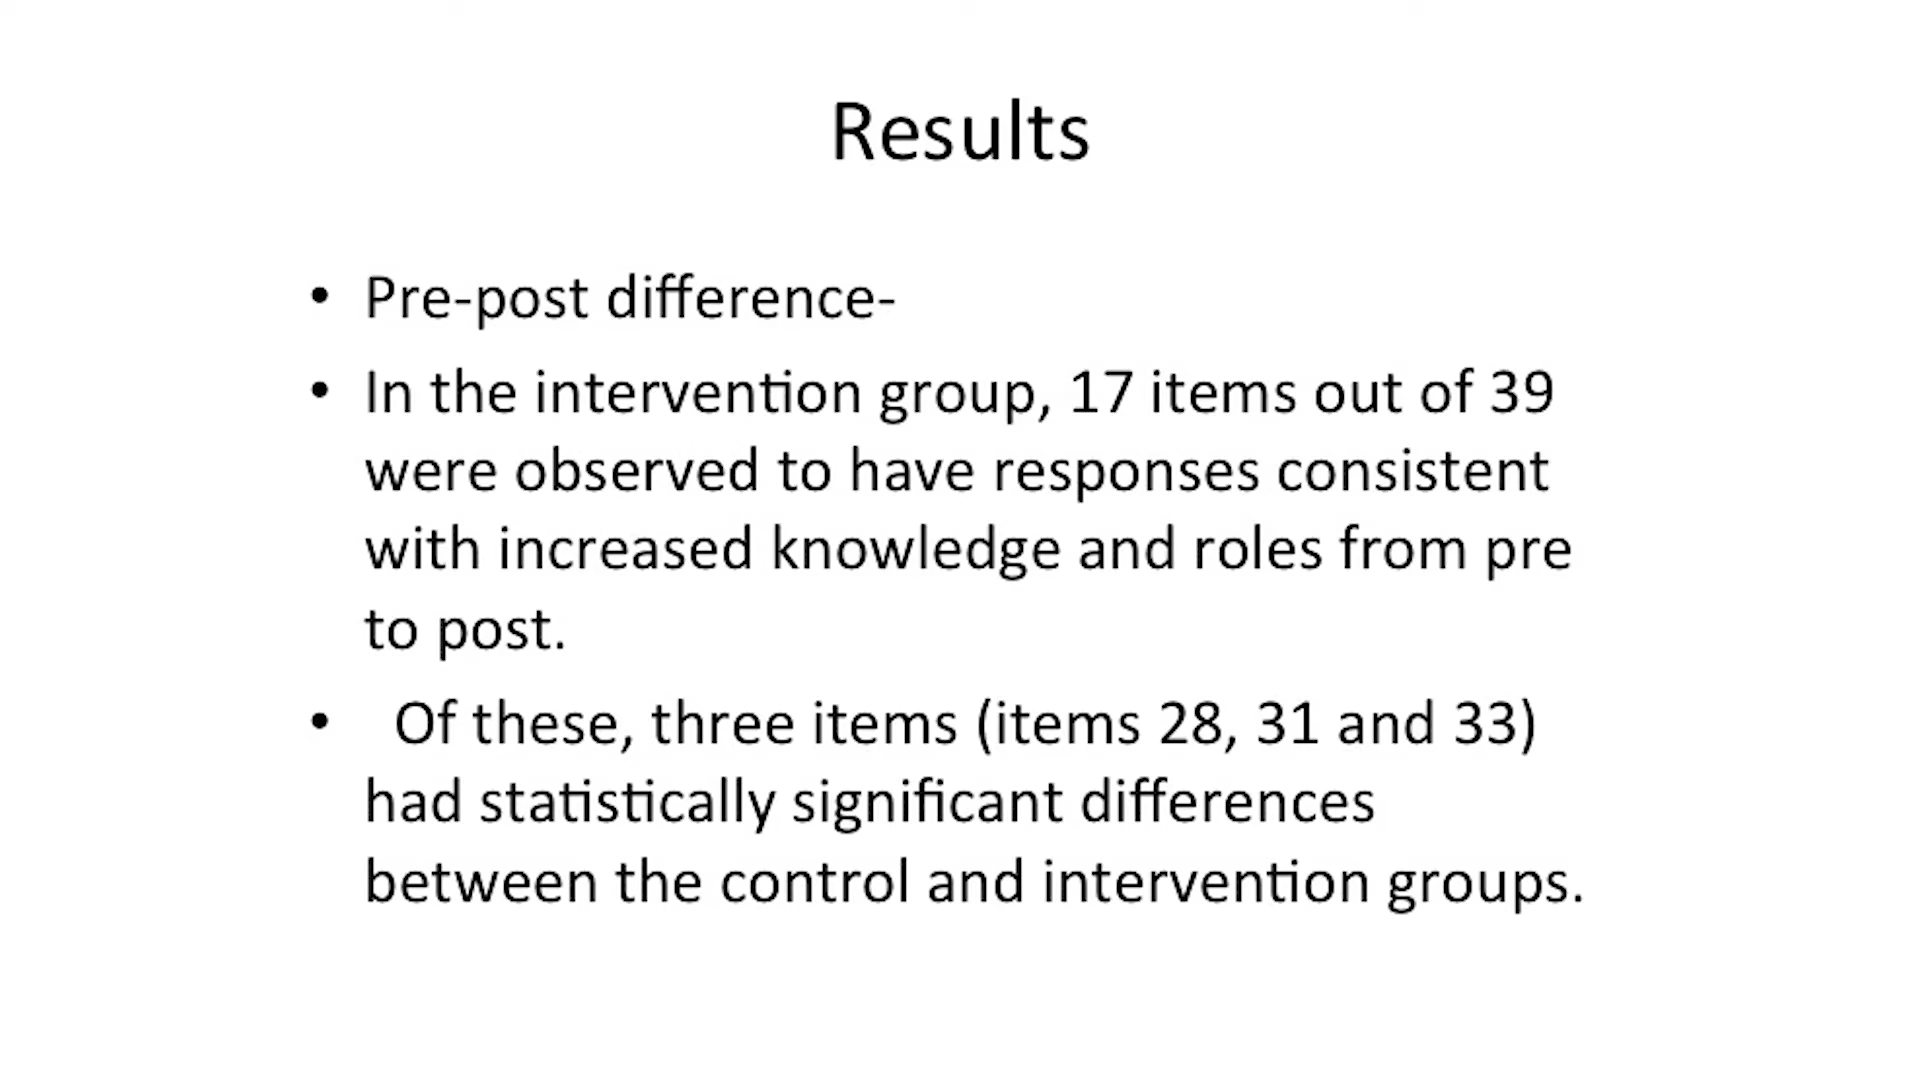 Results
• Pre-post difference-
• In the intervention group, 17 items out of 39
were observed to have responses consistent
with increased knowledge and roles from pre
to post.
• Of these, three items (items 28, 31 and 33)
had statistically significant differences
between the control and intervention groups.